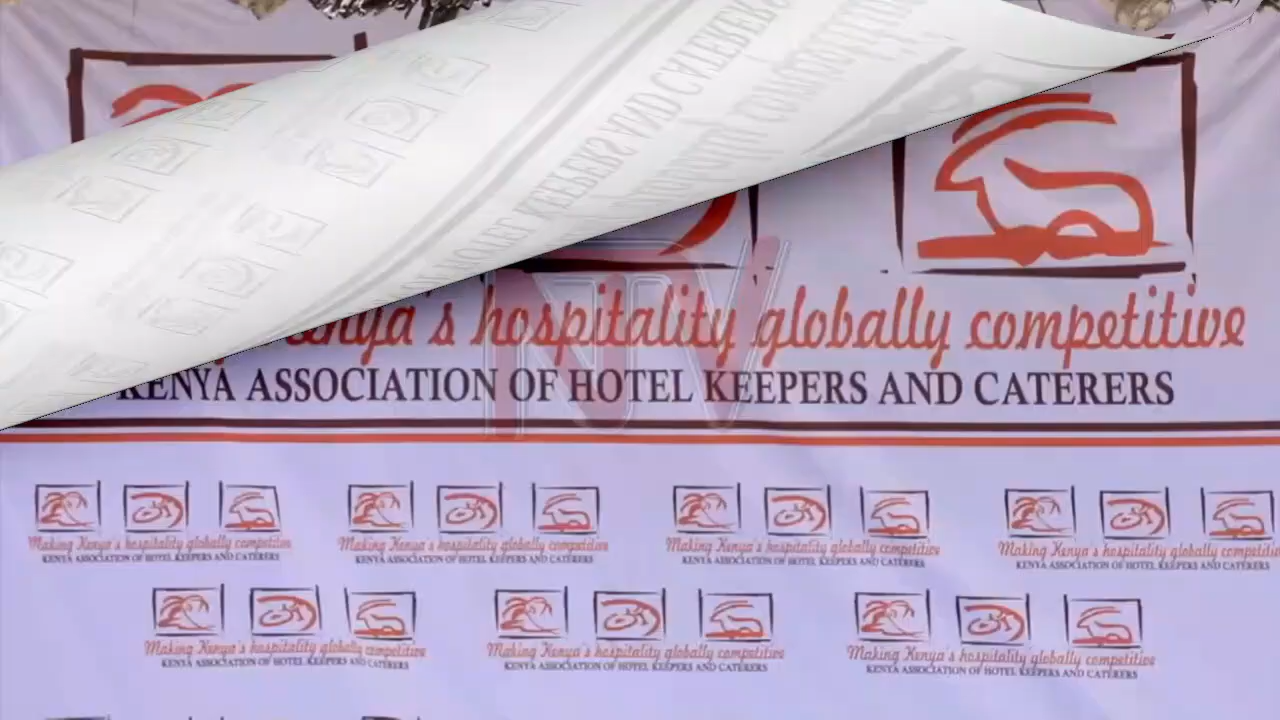 Kenya's hospitality globally competitive
KENYA ASSOCIATION OF HOTEL KEEPERS AND CATERERS
NTV
Making Kenya's hospitality globally competitive
KENYA ASSOCIATION OF HOTEL KEEPERS AND CATERERS
Making Kenya's hospitality globally competitive
KENYA ASSOCIATION OF HOTEL KEEPERS AND CATERERS
Making Kenya's hospitality globally competitive
KENYA ASSOCIATION OF HOTEL KEEPERS AND CATERERS
Making Kenya's hospitality globally competitive
KENYA ASSOCIATION OF HOTEL KEEPERS AND CATERERS
Making Kenya's hospitality globally competitive
KENYA ASSOCIATION OF HOTEL KEEPERS AND CATERERS
Making Kenya's hospitality globally competitive
KENYA ASSOCIATION OF HOTEL KEEPERS AND CATERERS
Making Kenya's hospitality globally competitive
KENYA ASSOCIATION OF HOTEL KEEPERS AND CATERERS